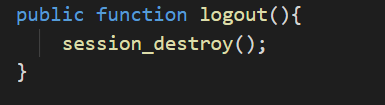 public function logout(){
    session_destroy();
}